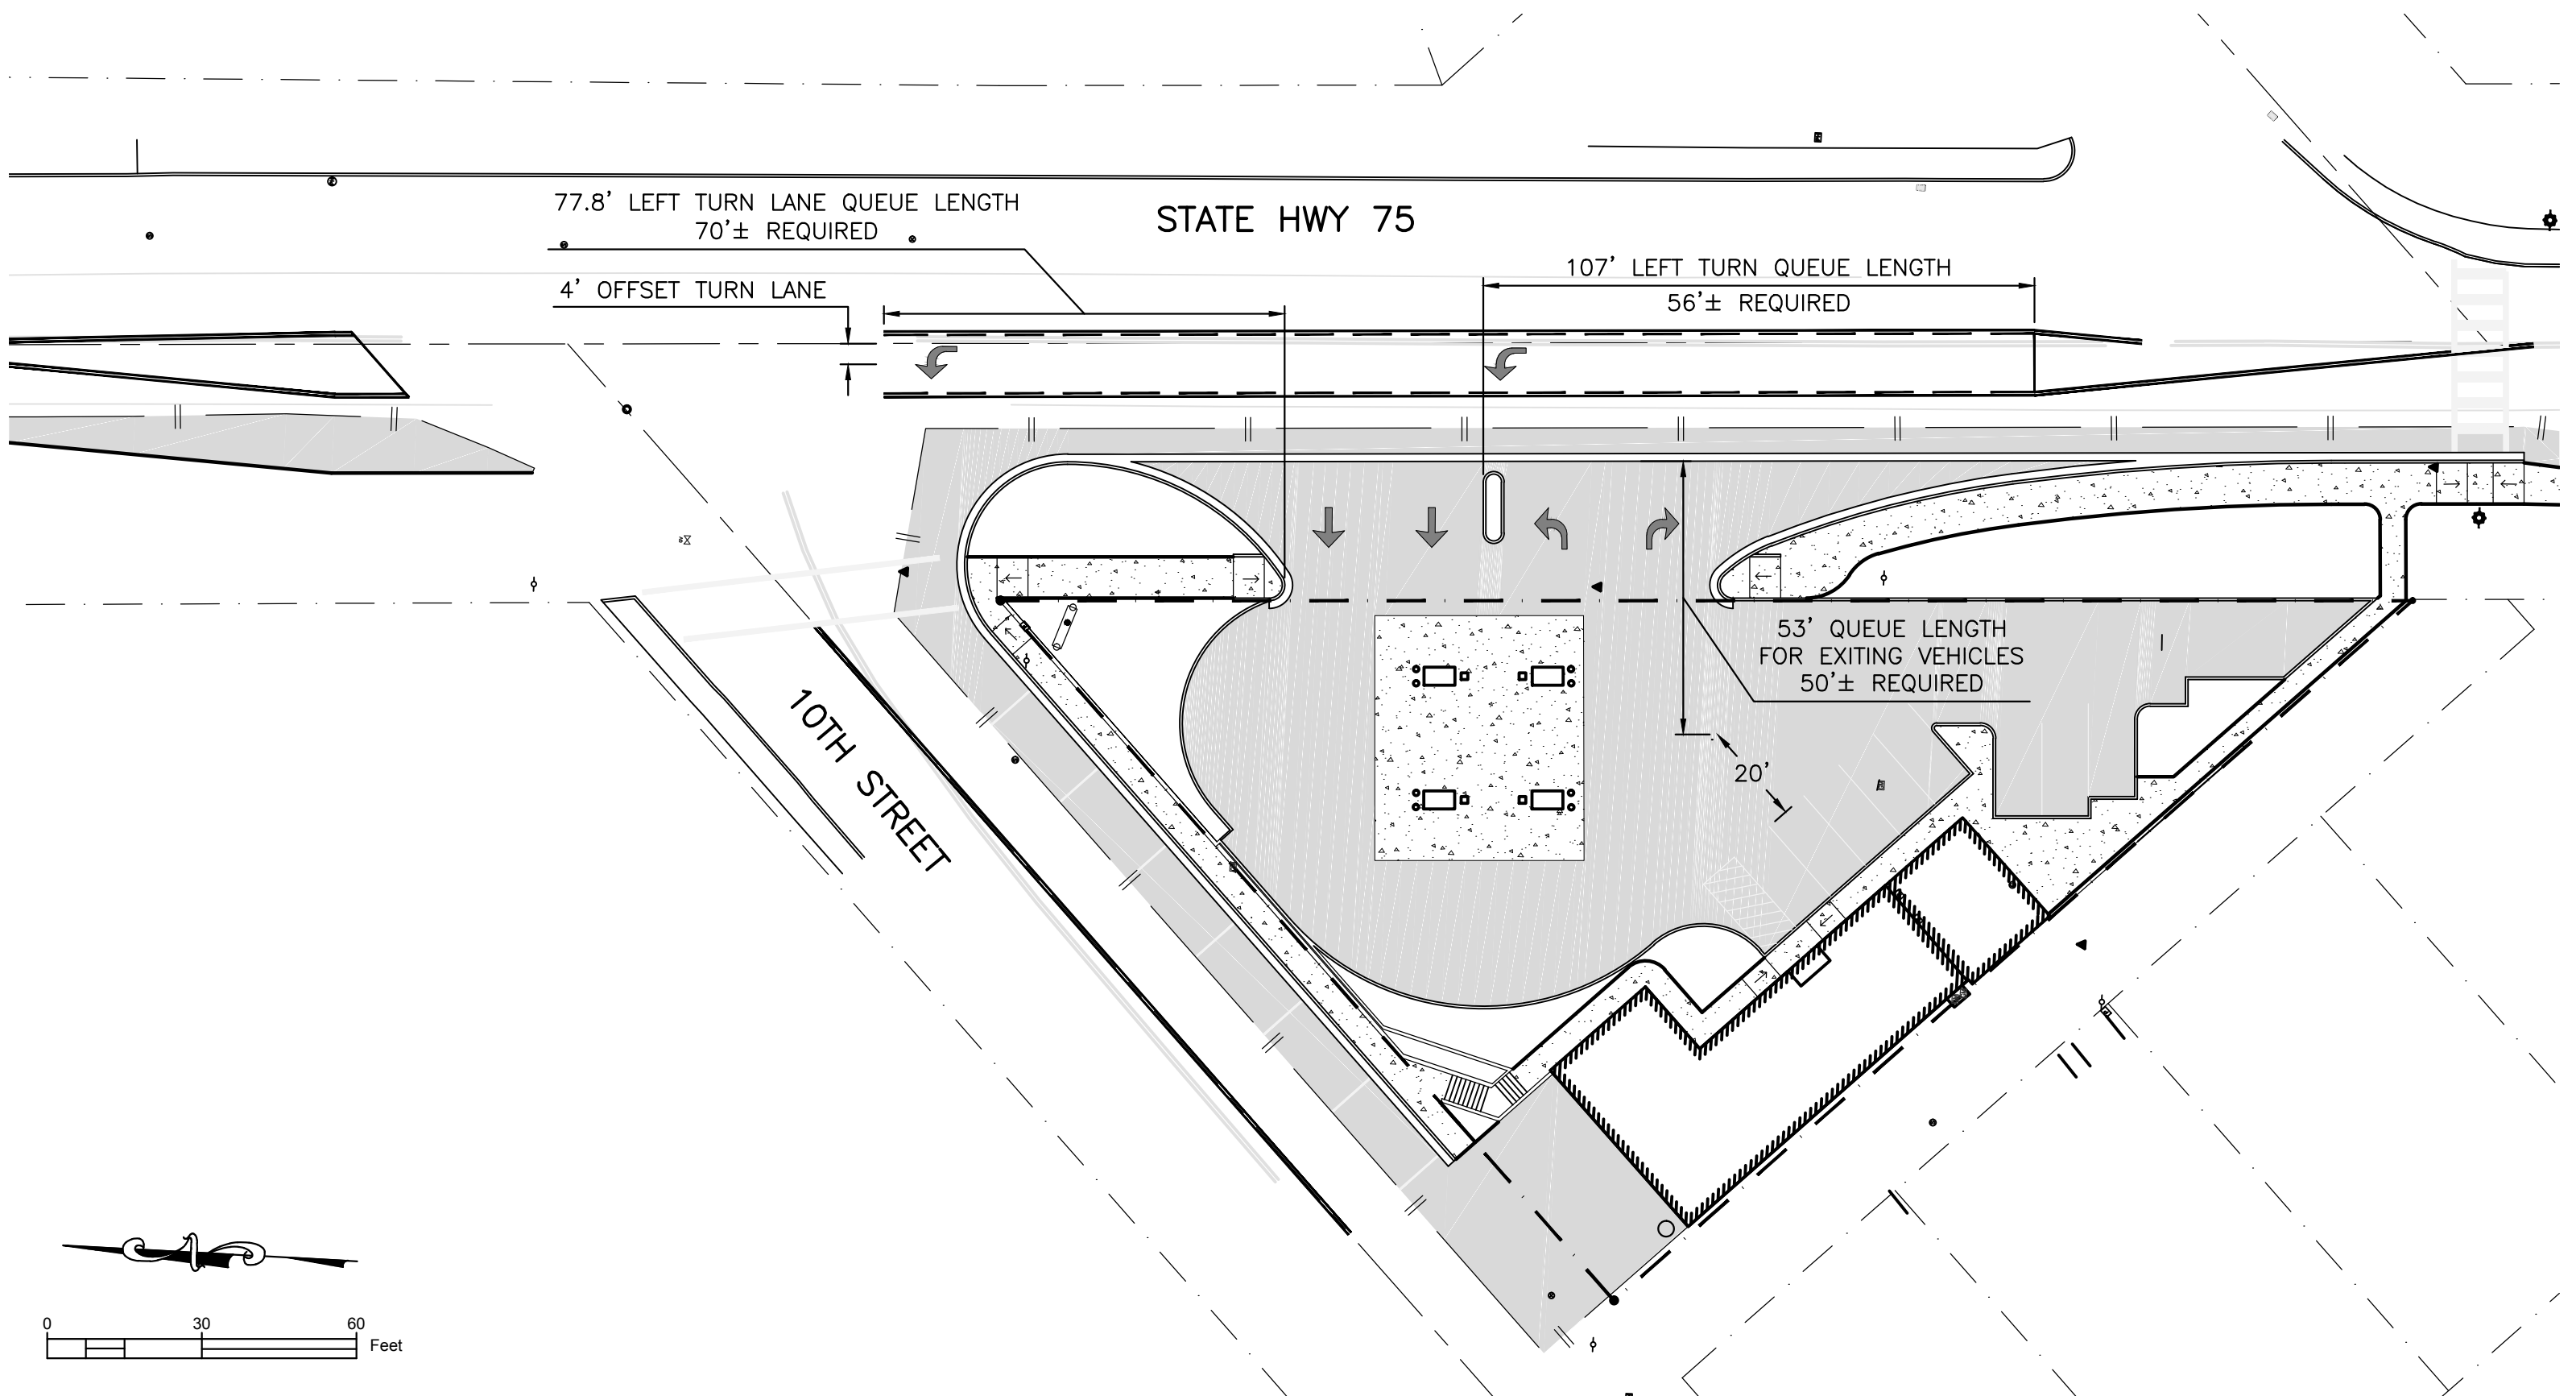 77.8' LEFT TURN LANE QUEUE LENGTH
70'± REQUIRED
STATE HWY 75
4' OFFSET TURN LANE
107' LEFT TURN QUEUE LENGTH
56'± REQUIRED
53' QUEUE LENGTH
FOR EXITING VEHICLES
50'± REQUIRED
20'
10TH STREET
0 30 60
Feet